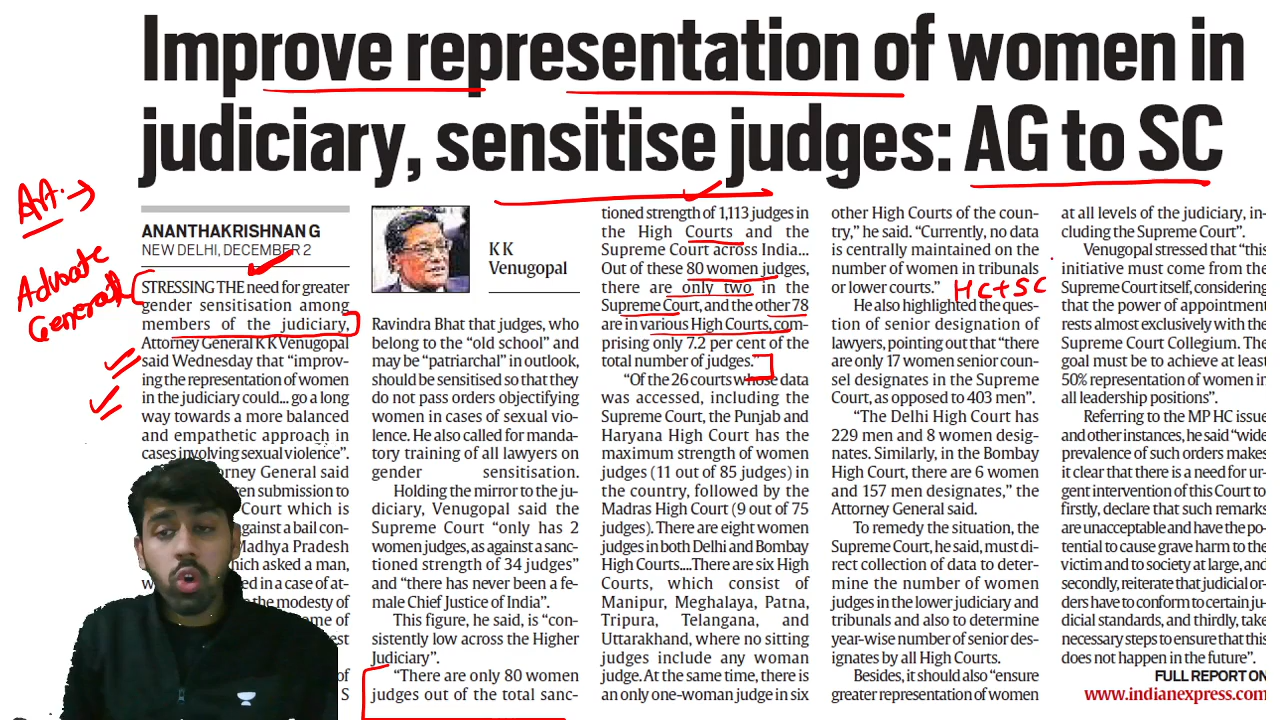 Improve representation of women in
judiciary, sensitise judges: AG to SC
AG. →
Advocate
General
ANANTHAKRISHNAN G
NEW DELHI, DECEMBER 2
STRESSING THE need for greater
gender sensitisation among
members of the judiciary,
Attorney General K K Venugopal
said Wednesday that “improv-
ing the representation of women
in the judiciary could... go a long
way towards a more balanced
and empathetic approach in
cases involving sexual violence”.
rney General said
en submission to
Court which is
against a bail con-
Madhya Pradesh
hich asked a man,
ed in a case of at-
the modesty of
ome of
est
of
S
K K
Venugopal
Ravindra Bhat that judges, who
belong to the “old school” and
may be “patriarchal” in outlook,
should be sensitised so that they
do not pass orders objectifying
women in cases of sexual vio-
lence. He also called for manda-
tory training of all lawyers on
gender sensitisation.
Holding the mirror to the ju-
diciary, Venugopal said the
Supreme Court “only has 2
women judges, as against a sanc-
tioned strength of 34 judges”
and “there has never been a fe-
male Chief Justice of India”.
This figure, he said, is “con-
sistently low across the Higher
Judiciary”.
“There are only 80 women
judges out of the total sanc-
tioned strength of 1,113 judges in
the High Courts and the
Supreme Court across India...
Out of these 80 women judges,
there are only two in the
Supreme Court, and the other 78
are in various High Courts, com-
prising only 7.2 per cent of the
total number of judges.”
“Of the 26 courts whose data
was accessed, including the
Supreme Court, the Punjab and
Haryana High Court has the
maximum strength of women
judges (11 out of 85 judges) in
the country, followed by the
Madras High Court (9 out of 75
judges). There are eight women
judges in both Delhi and Bombay
High Courts....There are six High
Courts, which consist of
Manipur, Meghalaya, Patna,
Tripura, Telangana, and
Uttarakhand, where no sitting
judges include any woman
judge. At the same time, there is
an only one-woman judge in six
other High Courts of the coun-
try,” he said. “Currently, no data
is centrally maintained on the
number of women in tribunals
or lower courts.”
HC+SC
He also highlighted the ques-
tion of senior designation of
lawyers, pointing out that “there
are only 17 women senior coun-
sel designates in the Supreme
Court, as opposed to 403 men”.
“The Delhi High Court has
229 men and 8 women desig-
nates. Similarly, in the Bombay
High Court, there are 6 women
and 157 men designates,” the
Attorney General said.
To remedy the situation, the
Supreme Court, he said, must di-
rect collection of data to deter-
mine the number of women
judges in the lower judiciary and
tribunals and also to determine
year-wise number of senior des-
ignates by all High Courts.
Besides, it should also “ensure
greater representation of women
at all levels of the judiciary, in-
cluding the Supreme Court”.
Venugopal stressed that “this
initiative must come from the
Supreme Court itself, considering
that the power of appointment
rests almost exclusively with the
Supreme Court Collegium. The
goal must be to achieve at least
50% representation of women in
all leadership positions”.
Referring to the MP HC issue
and other instances, he said “wide
prevalence of such orders makes
it clear that there is a need for ur-
gent intervention of this Court to
firstly, declare that such remarks
are unacceptable and have the po-
tential to cause grave harm to the
victim and to society at large, and
secondly, reiterate that judicial or-
ders have to conform to certain ju-
dicial standards, and thirdly, take
necessary steps to ensure that this
does not happen in the future”.
FULL REPORT ON
www.indianexpress.com